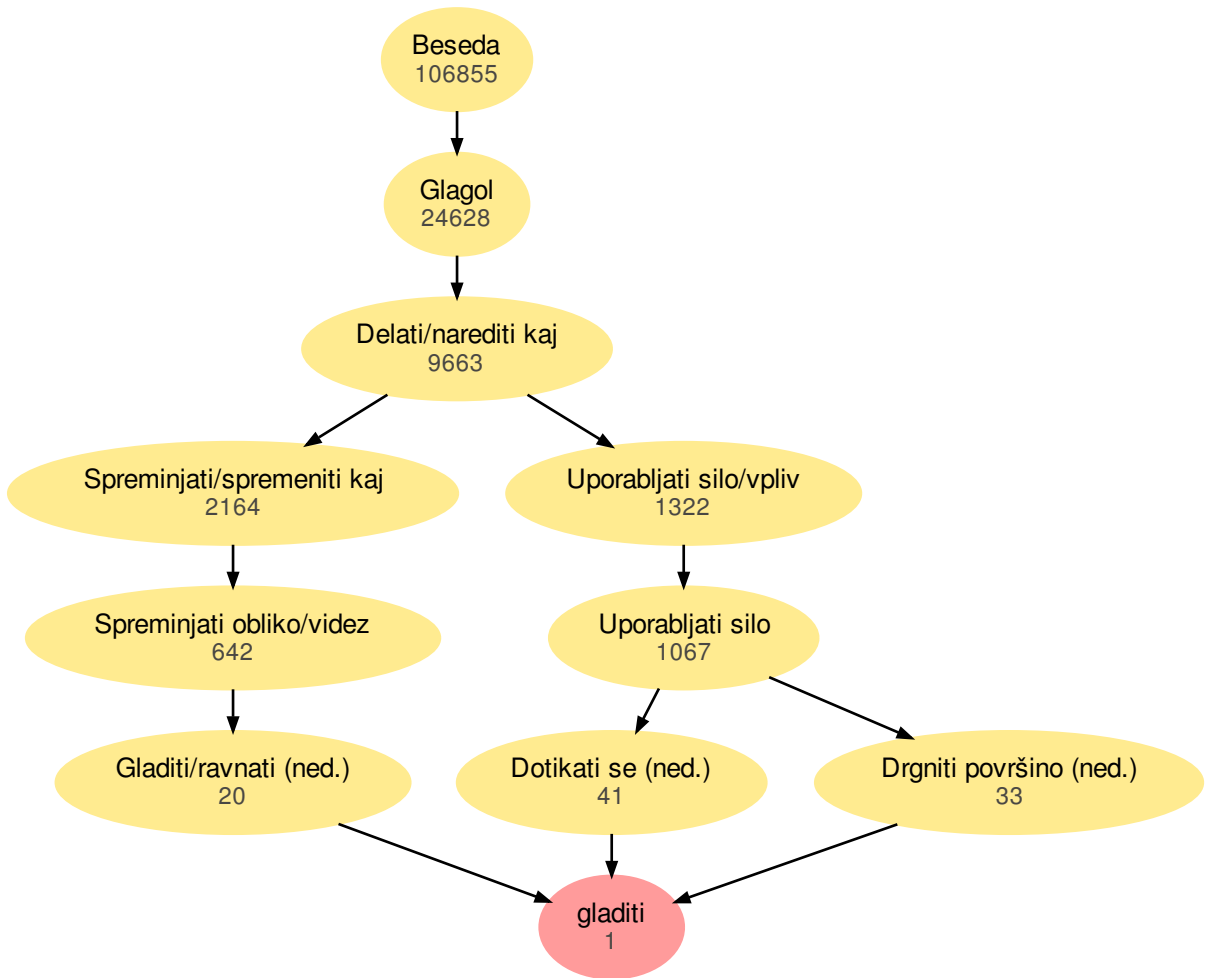 Beseda
106855
Glagol
24628
Delati/narediti kaj
9663
Spreminjati/spremeniti kaj
2164
Uporabljati silo/vpliv
1322
Spreminjati obliko/videz
642
Uporabljati silo
1067
Gladiti/ravnati (ned.)
20
Dotikati se (ned.)
41
Drgniti površino (ned.)
33
gladiti
1